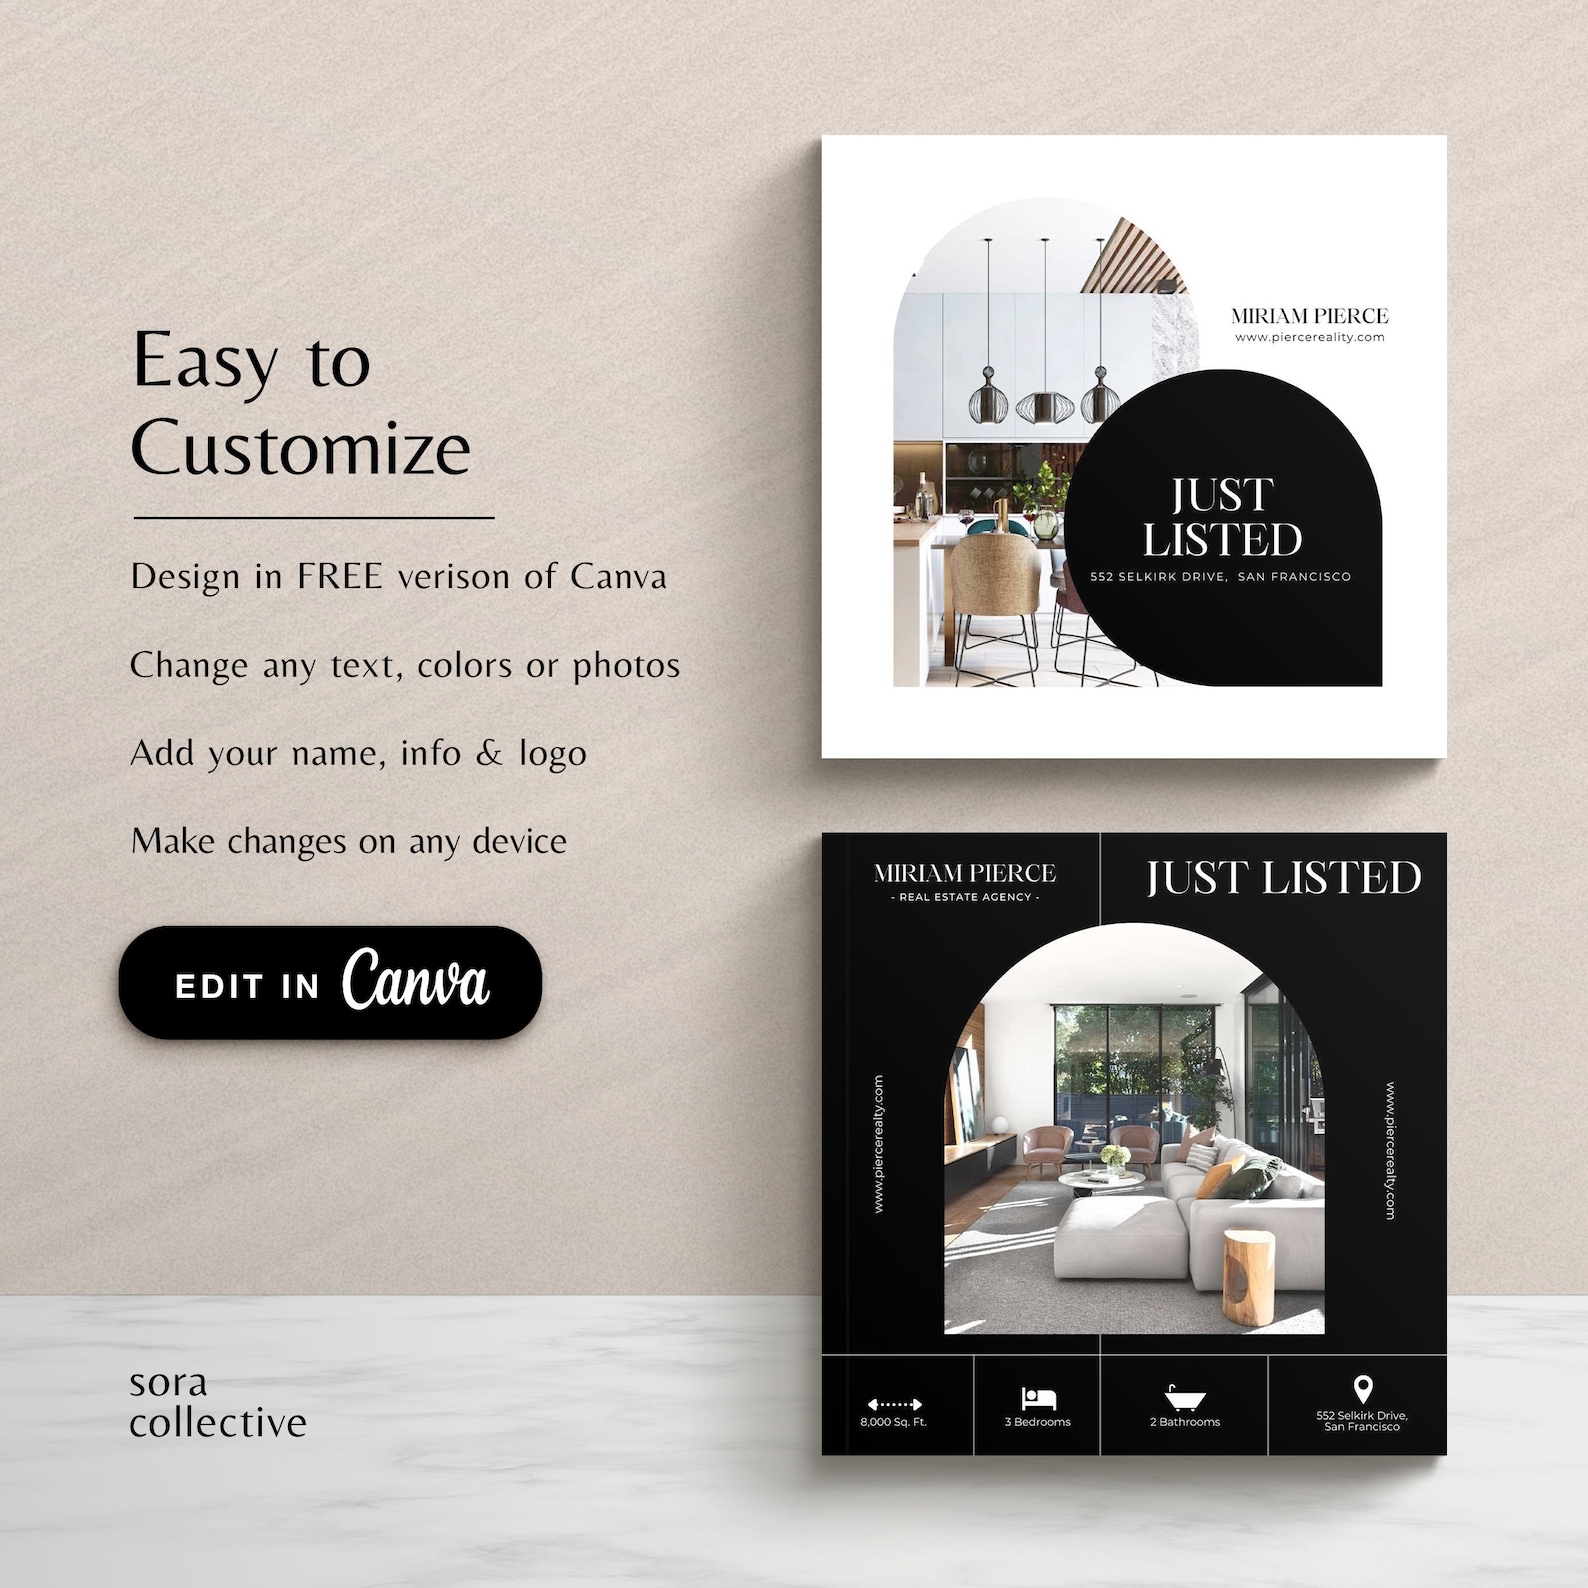 Easy to
Customize
Design in FREE verison of Canva
Change any text, colors or photos
Add your name, info & logo
Make changes on any device
EDIT IN Canva
sora
collective
MIRIAM PIERCE
www.piercereality.com
JUST
LISTED
552 SELKIRK DRIVE, SAN FRANCISCO
MIRIAM PIERCE
- REAL ESTATE AGENCY -
JUST LISTED
www.piercerealty.com
www.piercerealty.com
8,000 Sq. Ft.
3 Bedrooms
2 Bathrooms
552 Selkirk Drive,
San Francisco